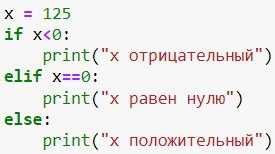 x = 125
if x<0:
    print("x отрицательный")
elif x==0:
    print("x равен нулю")
else:
    print("x положительный")